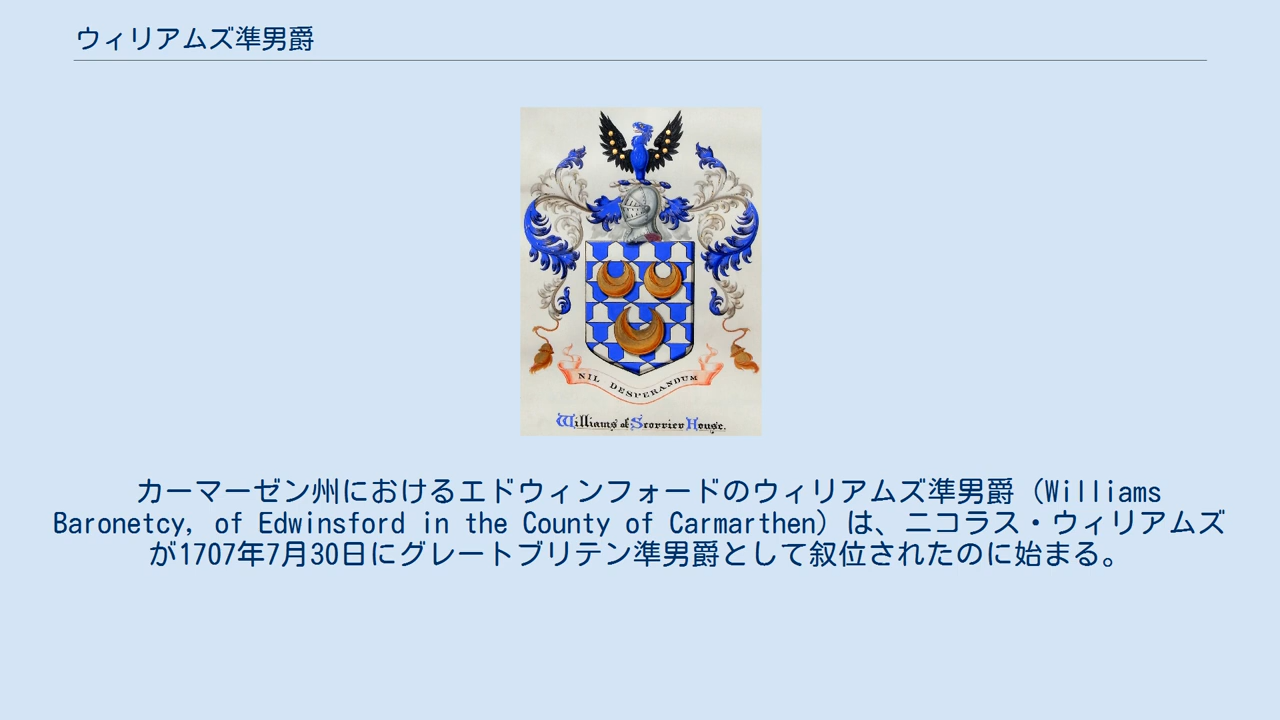 ウィリアムズ準男爵
NIL DESPERANDUM
Williams of Scorrier House.
カーマーゼン州におけるエドウィンフォードのウィリアムズ準男爵（Williams
Baronetcy, of Edwinsford in the County of Carmarthen）は、ニコラス・ウィリアムズ
が1707年7月30日にグレートブリテン準男爵として叙位されたのに始まる。